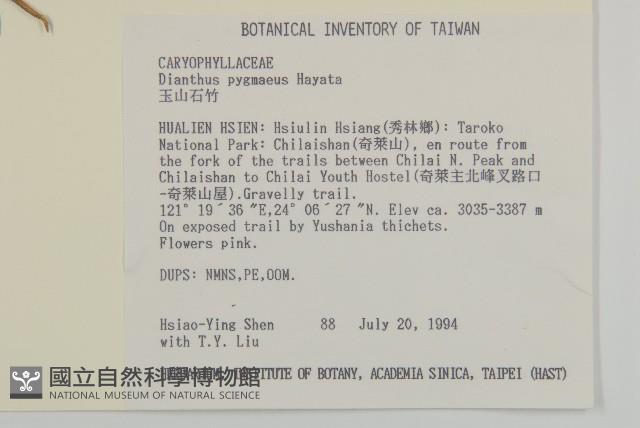 BOTANICAL INVENTORY OF TAIWAN
CARYOPHYLLACEAE
Dianthus pygmaeus Hayata
玉山石竹
HUALIEN HSIEN: Hsiulin Hsiang(秀林鄉): Taroko
National Park: Chilaishan(奇萊山), en route from
the fork of the trails between Chilai N. Peak and
Chilaishan to Chilai Youth Hostel(奇萊主北峰叉路口
-奇萊山屋).Gravelly trail.
121° 19´36 ″E,24° 06´27 ″N. Elev ca. 3035-3387 m
On exposed trail by Yushania thichets.
Flowers pink.
DUPS: NMNS,PE,OOM.
Hsiao-Ying Shen 88 July 20, 1994
with T.Y. Liu
INSTITUTE OF BOTANY, ACADEMIA SINICA, TAIPEI (HAST)
國立自然科學博物館
NATIONAL MUSEUM OF NATURAL SCIENCE